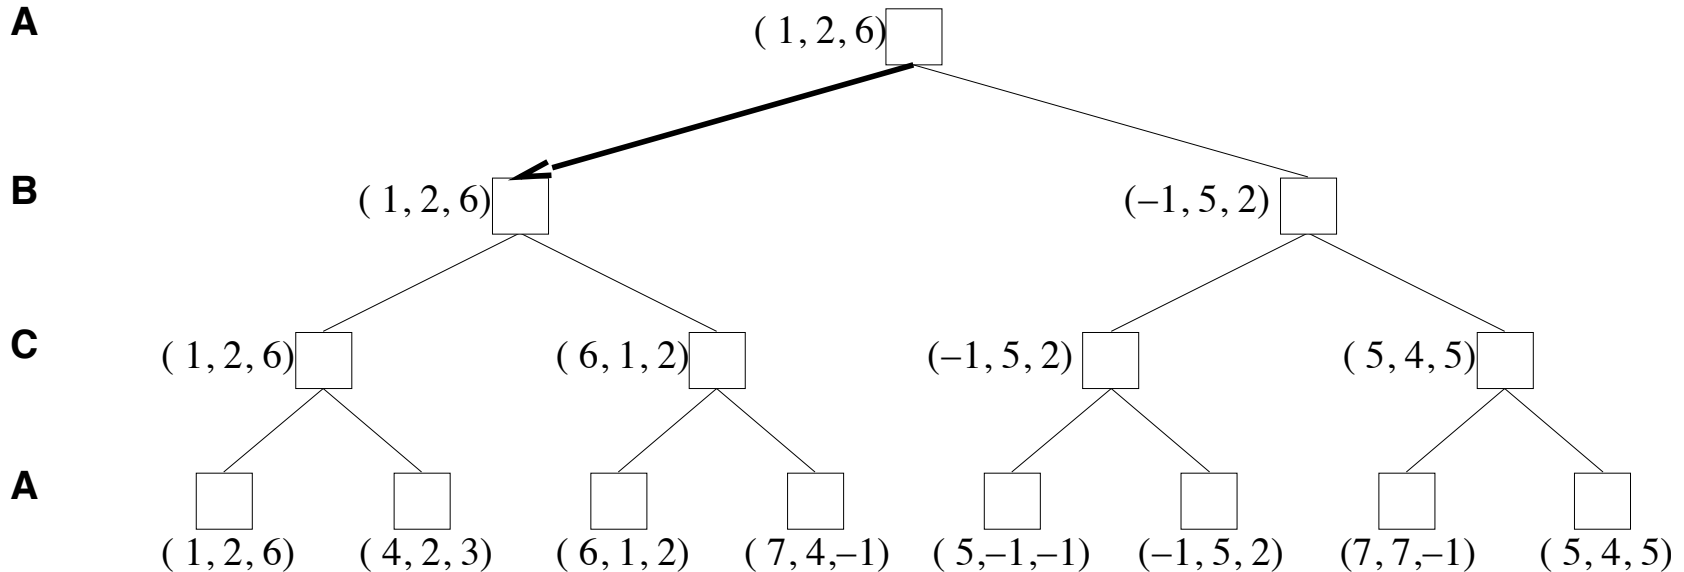 A ( 1, 2, 6)
B ( 1, 2, 6) (–1, 5, 2)
C ( 1, 2, 6) ( 6, 1, 2) (–1, 5, 2) ( 5, 4, 5)
A
( 1, 2, 6) ( 4, 2, 3) ( 6, 1, 2) ( 7, 4,–1) ( 5,–1,–1) (–1, 5, 2) (7, 7,–1) ( 5, 4, 5)